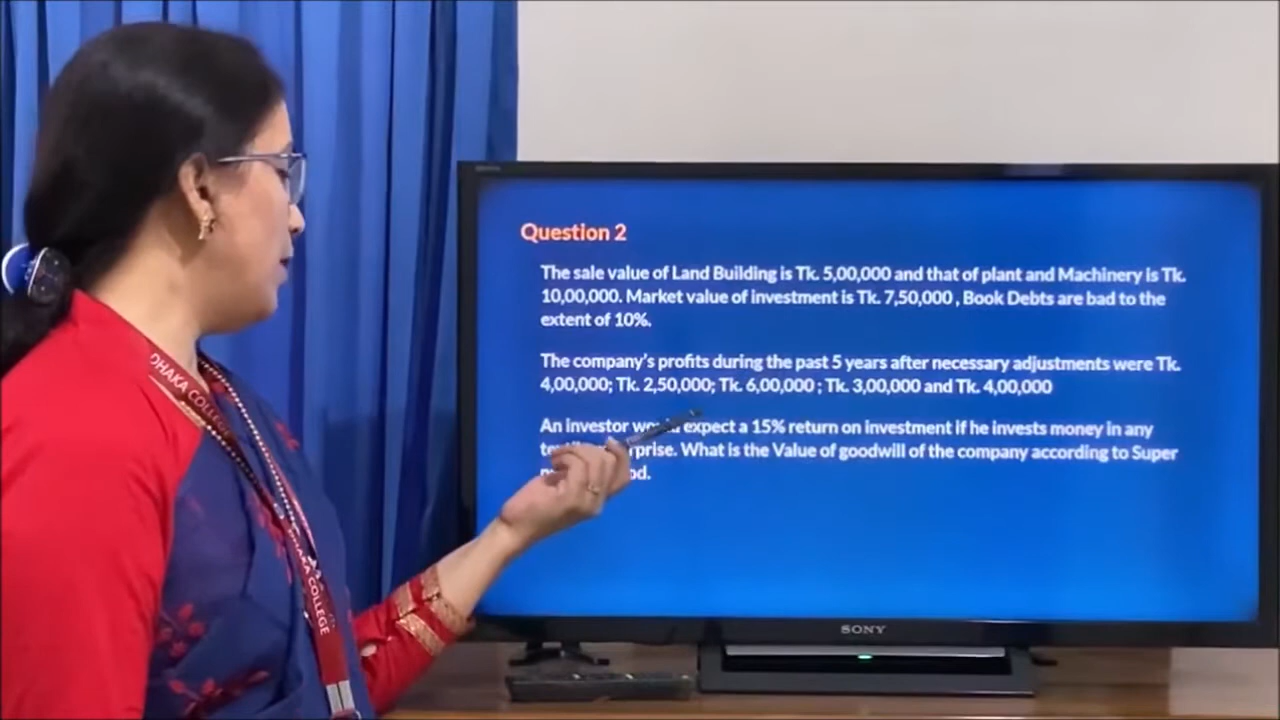 Question 2
The sale value of Land Building is Tk. 5,00,000 and that of plant and Machinery is Tk.
10,00,000. Market value of investment is Tk. 7,50,000 , Book Debts are bad to the
extent of 10%.
The company's profits during the past 5 years after necessary adjustments were Tk.
4,00,000; Tk. 2,50,000; Tk. 6,00,000 ; Tk. 3,00,000 and Tk. 4,00,000
An investor expect a 15% return on investment if he invests money in any
What is the Value of goodwill of the company according to Super
SONY
DHAKA COLLEGE
DHAKA COLLEGE